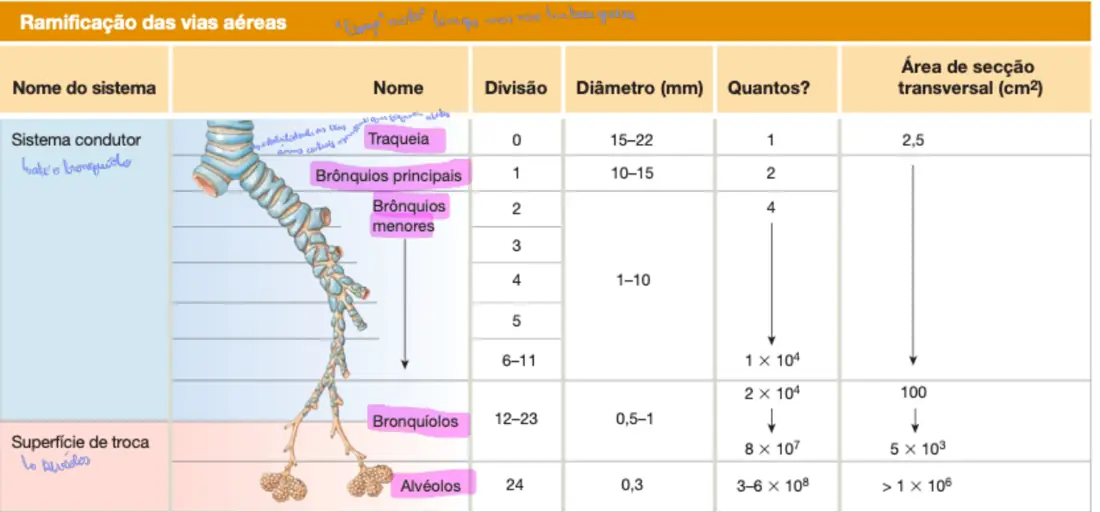 Ramificação das vias aéreas
Nome do sistema Nome Divisão Diâmetro (mm) Quantos? Área de secção transversal (cm²)
Sistema condutor Traqueia 0 15–22 1 2,5
Brônquios principais 1 10–15 2
Brônquios menores 2 4
3
4 1–10
5
6–11 1 × 10⁴
2 × 10⁴ 100
Bronquíolos 12–23 0,5–1
Superfície de troca 8 × 10⁷ 5 × 10³
Alvéolos 24 0,3 3–6 × 10⁸ > 1 × 10⁶